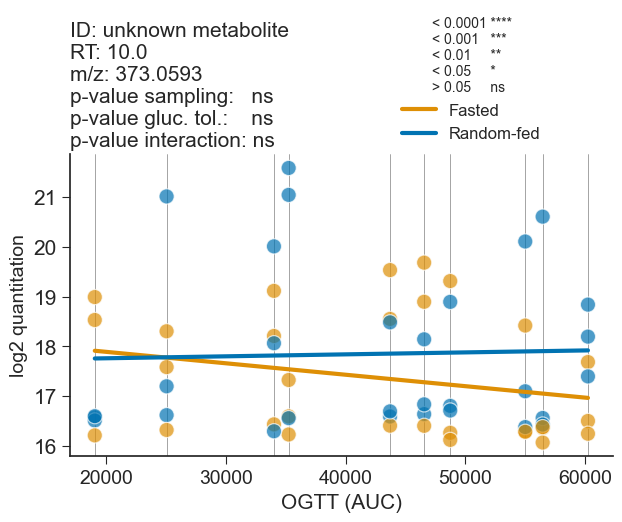 ID: unknown metabolite
RT: 10.0
m/z: 373.0593
p-value sampling: ns
p-value gluc. tol.: ns
p-value interaction: ns
< 0.0001 ****
< 0.001 ***
< 0.01 **
< 0.05 *
> 0.05 ns
Fasted
Random-fed
log2 quantitation
21
20
19
18
17
16
20000 30000 40000 50000 60000
OGTT (AUC)